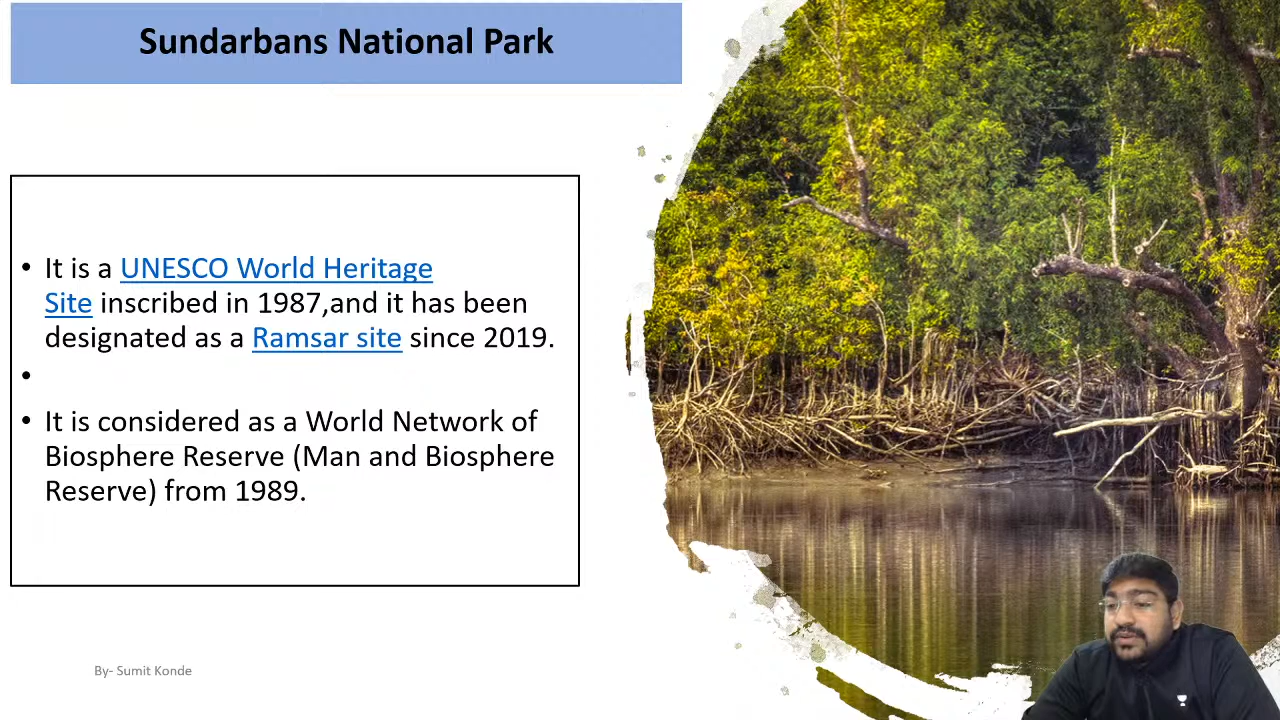 Sundarbans National Park
• It is a UNESCO World Heritage
Site inscribed in 1987,and it has been
designated as a Ramsar site since 2019.
•
• It is considered as a World Network of
Biosphere Reserve (Man and Biosphere
Reserve) from 1989.
By- Sumit Konde